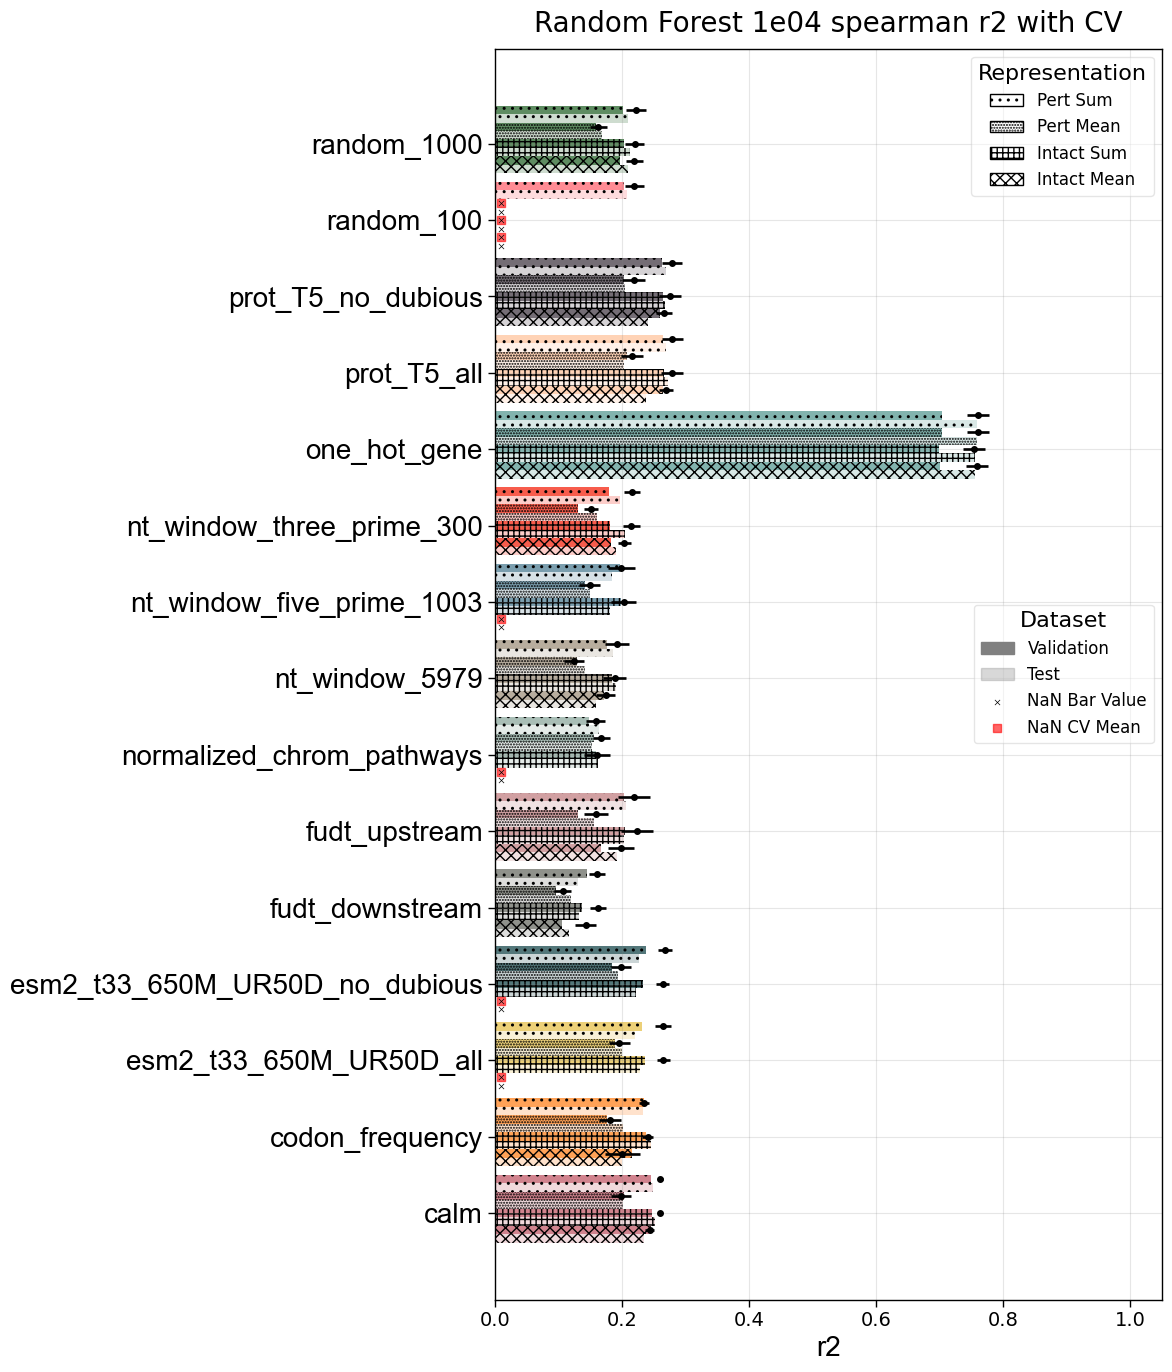 Random Forest 1e04 spearman r2 with CV
Representation
Pert Sum
Pert Mean
Intact Sum
Intact Mean
random_1000
random_100
prot_T5_no_dubious
prot_T5_all
one_hot_gene
nt_window_three_prime_300
nt_window_five_prime_1003
nt_window_5979
normalized_chrom_pathways
fudt_upstream
fudt_downstream
esm2_t33_650M_UR50D_no_dubious
esm2_t33_650M_UR50D_all
codon_frequency
calm
Dataset
Validation
Test
NaN Bar Value
NaN CV Mean
0.0 0.2 0.4 0.6 0.8 1.0
r2